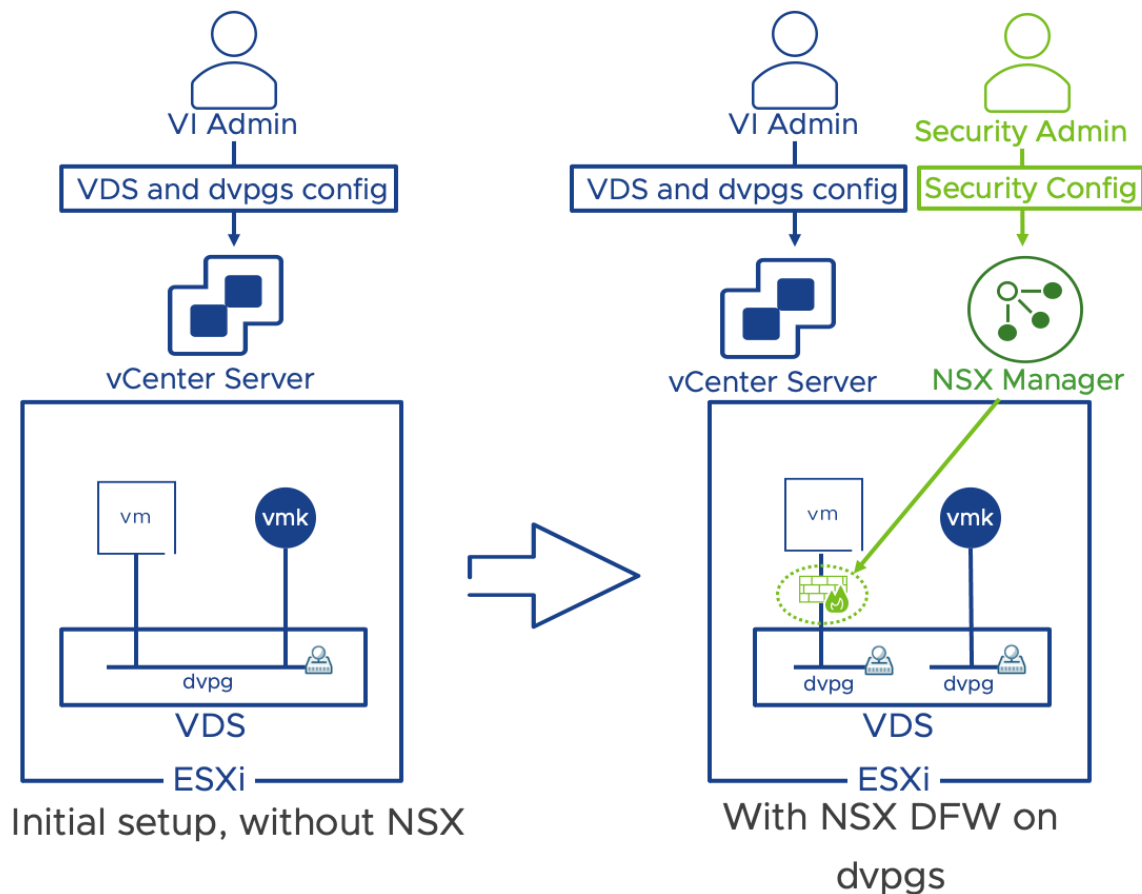 VI Admin
VDS and dvpgs config
vCenter Server
vm
vmk
dvpg
VDS
ESXi
Initial setup, without NSX
VI Admin
Security Admin
VDS and dvpgs config
Security Config
vCenter Server
NSX Manager
vm
vmk
dvpg
dvpg
VDS
ESXi
With NSX DFW on
dvpgs